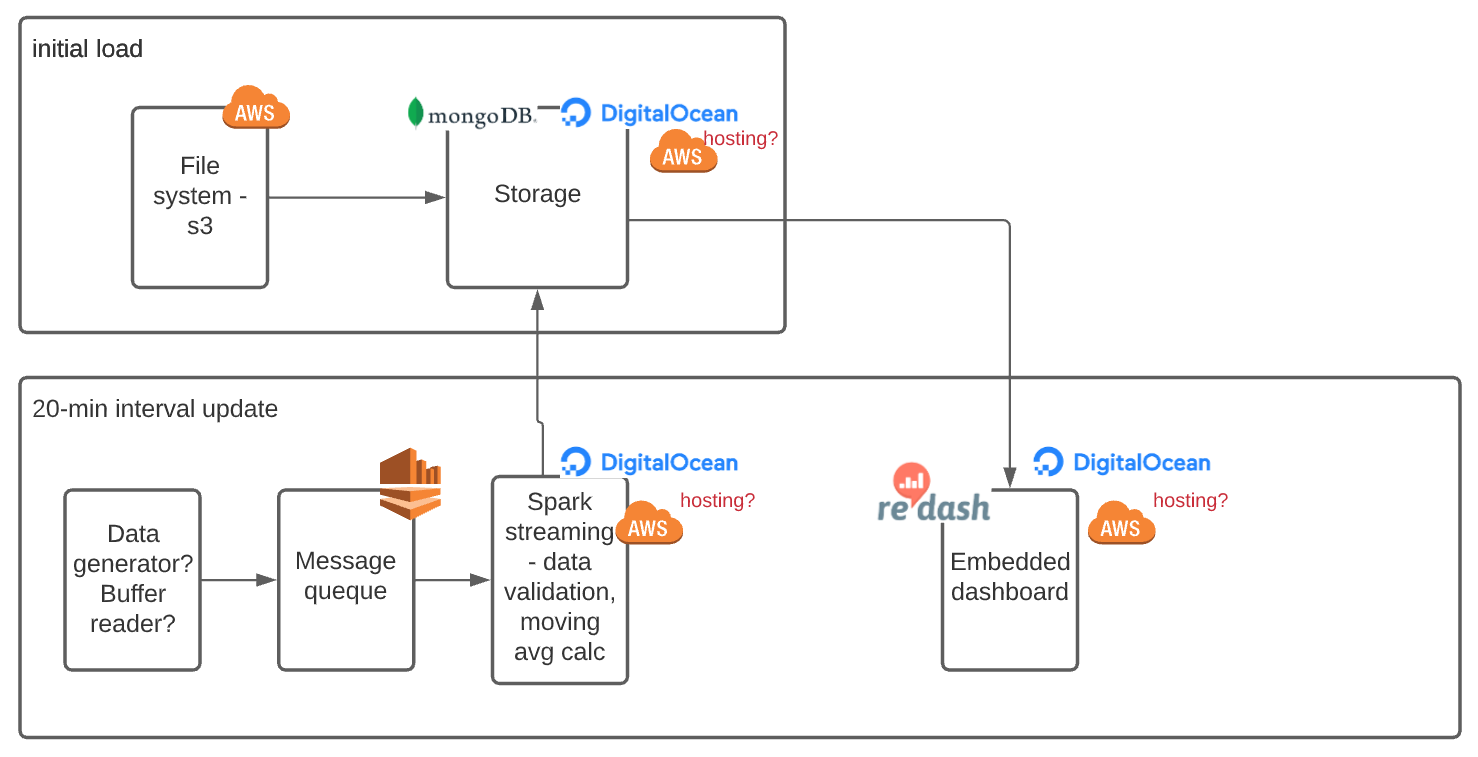 initial load
AWS
File
system -
s3
mongoDB.
DigitalOcean
hosting?
AWS
Storage
20-min interval update
Data
generator?
Buffer
reader?
Message
queque
DigitalOcean
hosting?
AWS
Spark
streaming
- data
validation,
moving
avg calc
re:dash
DigitalOcean
hosting?
AWS
Embedded
dashboard